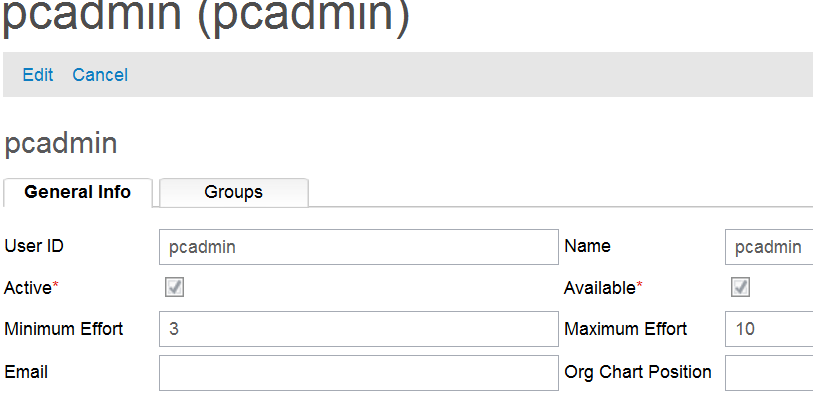 pcadmin (pcadmin)
Edit Cancel
pcadmin
General Info Groups
User ID pcadmin Name pcadmin
Active* Available*
Minimum Effort 3 Maximum Effort 10
Email Org Chart Position